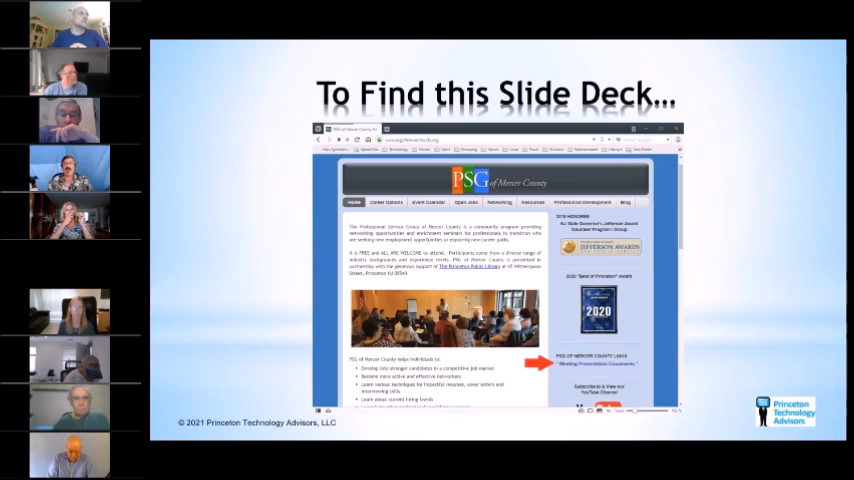 To Find this Slide Deck...
PSG of Mercer County NJ
www.psgofmercercounty.org
PSG of Mercer County
Home Career Options Event Calendar Open Jobs Networking Resources Professional Development Blog
The Professional Service Group of Mercer County is a community program providing
networking opportunities and enrichment seminars for professionals in transition who
are seeking new employment opportunities or exploring new career paths.
It is FREE and ALL ARE WELCOME to attend. Participants come from a diverse range of
industry backgrounds and experience levels. PSG of Mercer County is presented in
partnership with the generous support of The Princeton Public Library at 65 Witherspoon
Street, Princeton NJ 08542.
PSG of Mercer County helps individuals to:
• Develop into stronger candidates in a competitive job market
• Become more active and effective networkers
• Learn various techniques for impactful resumes, cover letters and
interviewing skills
• Learn about current hiring trends
2018 HONOREE
NJ State Governor's Jefferson Award
Volunteer Program / Group
JEFFERSON AWARDS
2020 "Best of Princeton" Award
2020
PSG OF MERCER COUNTY LINKS
* Meeting Presentation Documents *
Subscribe to & View our
YouTube Channel
© 2021 Princeton Technology Advisors, LLC
Princeton
Technology
Advisors